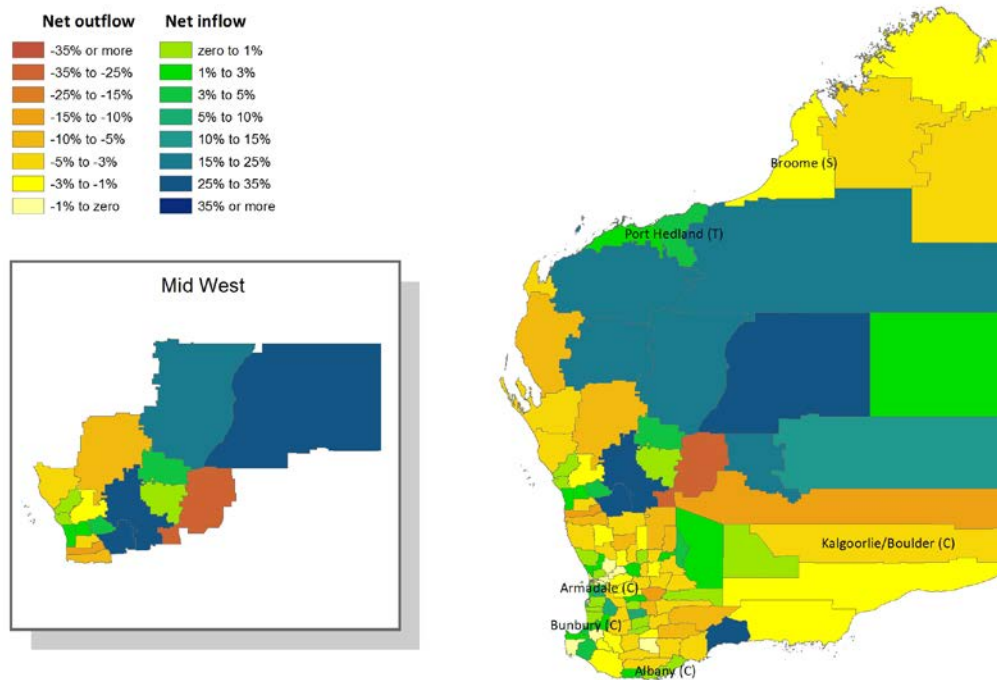 Net outflow
-35% or more
-35% to -25%
-25% to -15%
-15% to -10%
-10% to -5%
-5% to -3%
-3% to -1%
-1% to zero
Net inflow
zero to 1%
1% to 3%
3% to 5%
5% to 10%
10% to 15%
15% to 25%
25% to 35%
35% or more
Mid West
Broome (S)
Port Hedland (T)
Kalgoorlie/Boulder (C)
Armadale (C)
Bunbury (C)
Albany (C)